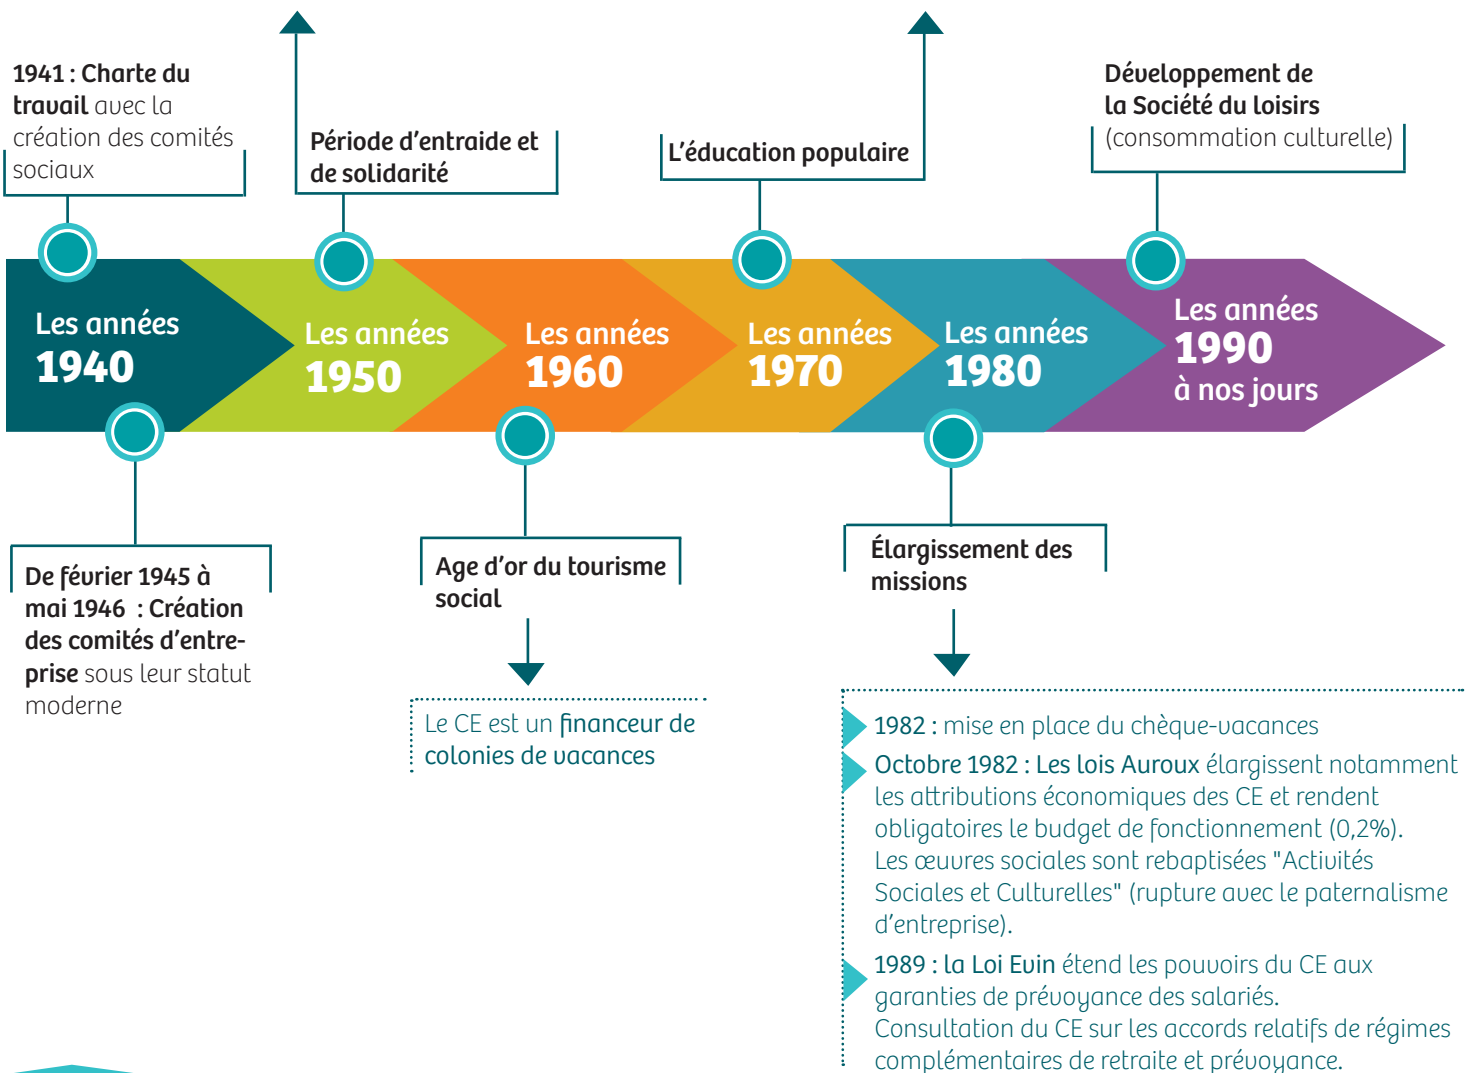 1941 : Charte du
travail avec la
création des comités
sociaux
Période d'entraide et
de solidarité
L'éducation populaire
Développement de
la Société du loisirs
(consommation culturelle)
Les années
1940
Les années
1950
Les années
1960
Les années
1970
Les années
1980
Les années
1990
à nos jours
De février 1945 à
mai 1946 : Création
des comités d'entre-
prise sous leur statut
moderne
Age d'or du tourisme
social
Le CE est un financeur de
colonies de vacances
Élargissement des
missions
1982 : mise en place du chèque-vacances
Octobre 1982 : Les lois Auroux élargissent notamment
les attributions économiques des CE et rendent
obligatoires le budget de fonctionnement (0,2%).
Les œuvres sociales sont rebaptisées "Activités
Sociales et Culturelles" (rupture avec le paternalisme
d'entreprise).
1989 : la Loi Evin étend les pouvoirs du CE aux
garanties de prévoyance des salariés.
Consultation du CE sur les accords relatifs de régimes
complémentaires de retraite et prévoyance.